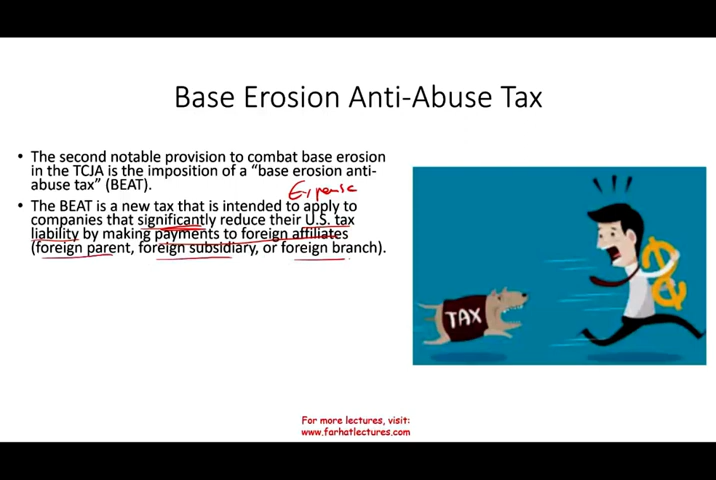 Base Erosion Anti-Abuse Tax
• The second notable provision to combat base erosion
in the TCJA is the imposition of a “base erosion anti-
abuse tax” (BEAT).
Expense
• The BEAT is a new tax that is intended to apply to
companies that significantly reduce their U.S. tax
liability by making payments to foreign affiliates
(foreign parent, foreign subsidiary, or foreign branch).
TAX
For more lectures, visit:
www.farhatlectures.com